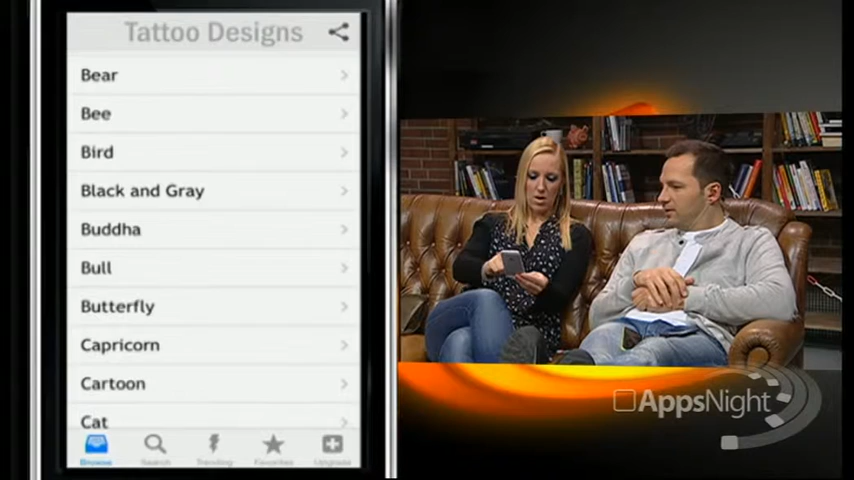 Tattoo Designs
Bear
Bee
Bird
Black and Gray
Buddha
Bull
Butterfly
Capricorn
Cartoon
Cat
Browse
Search
Trending
Favorites
Upgrade
AppsNight